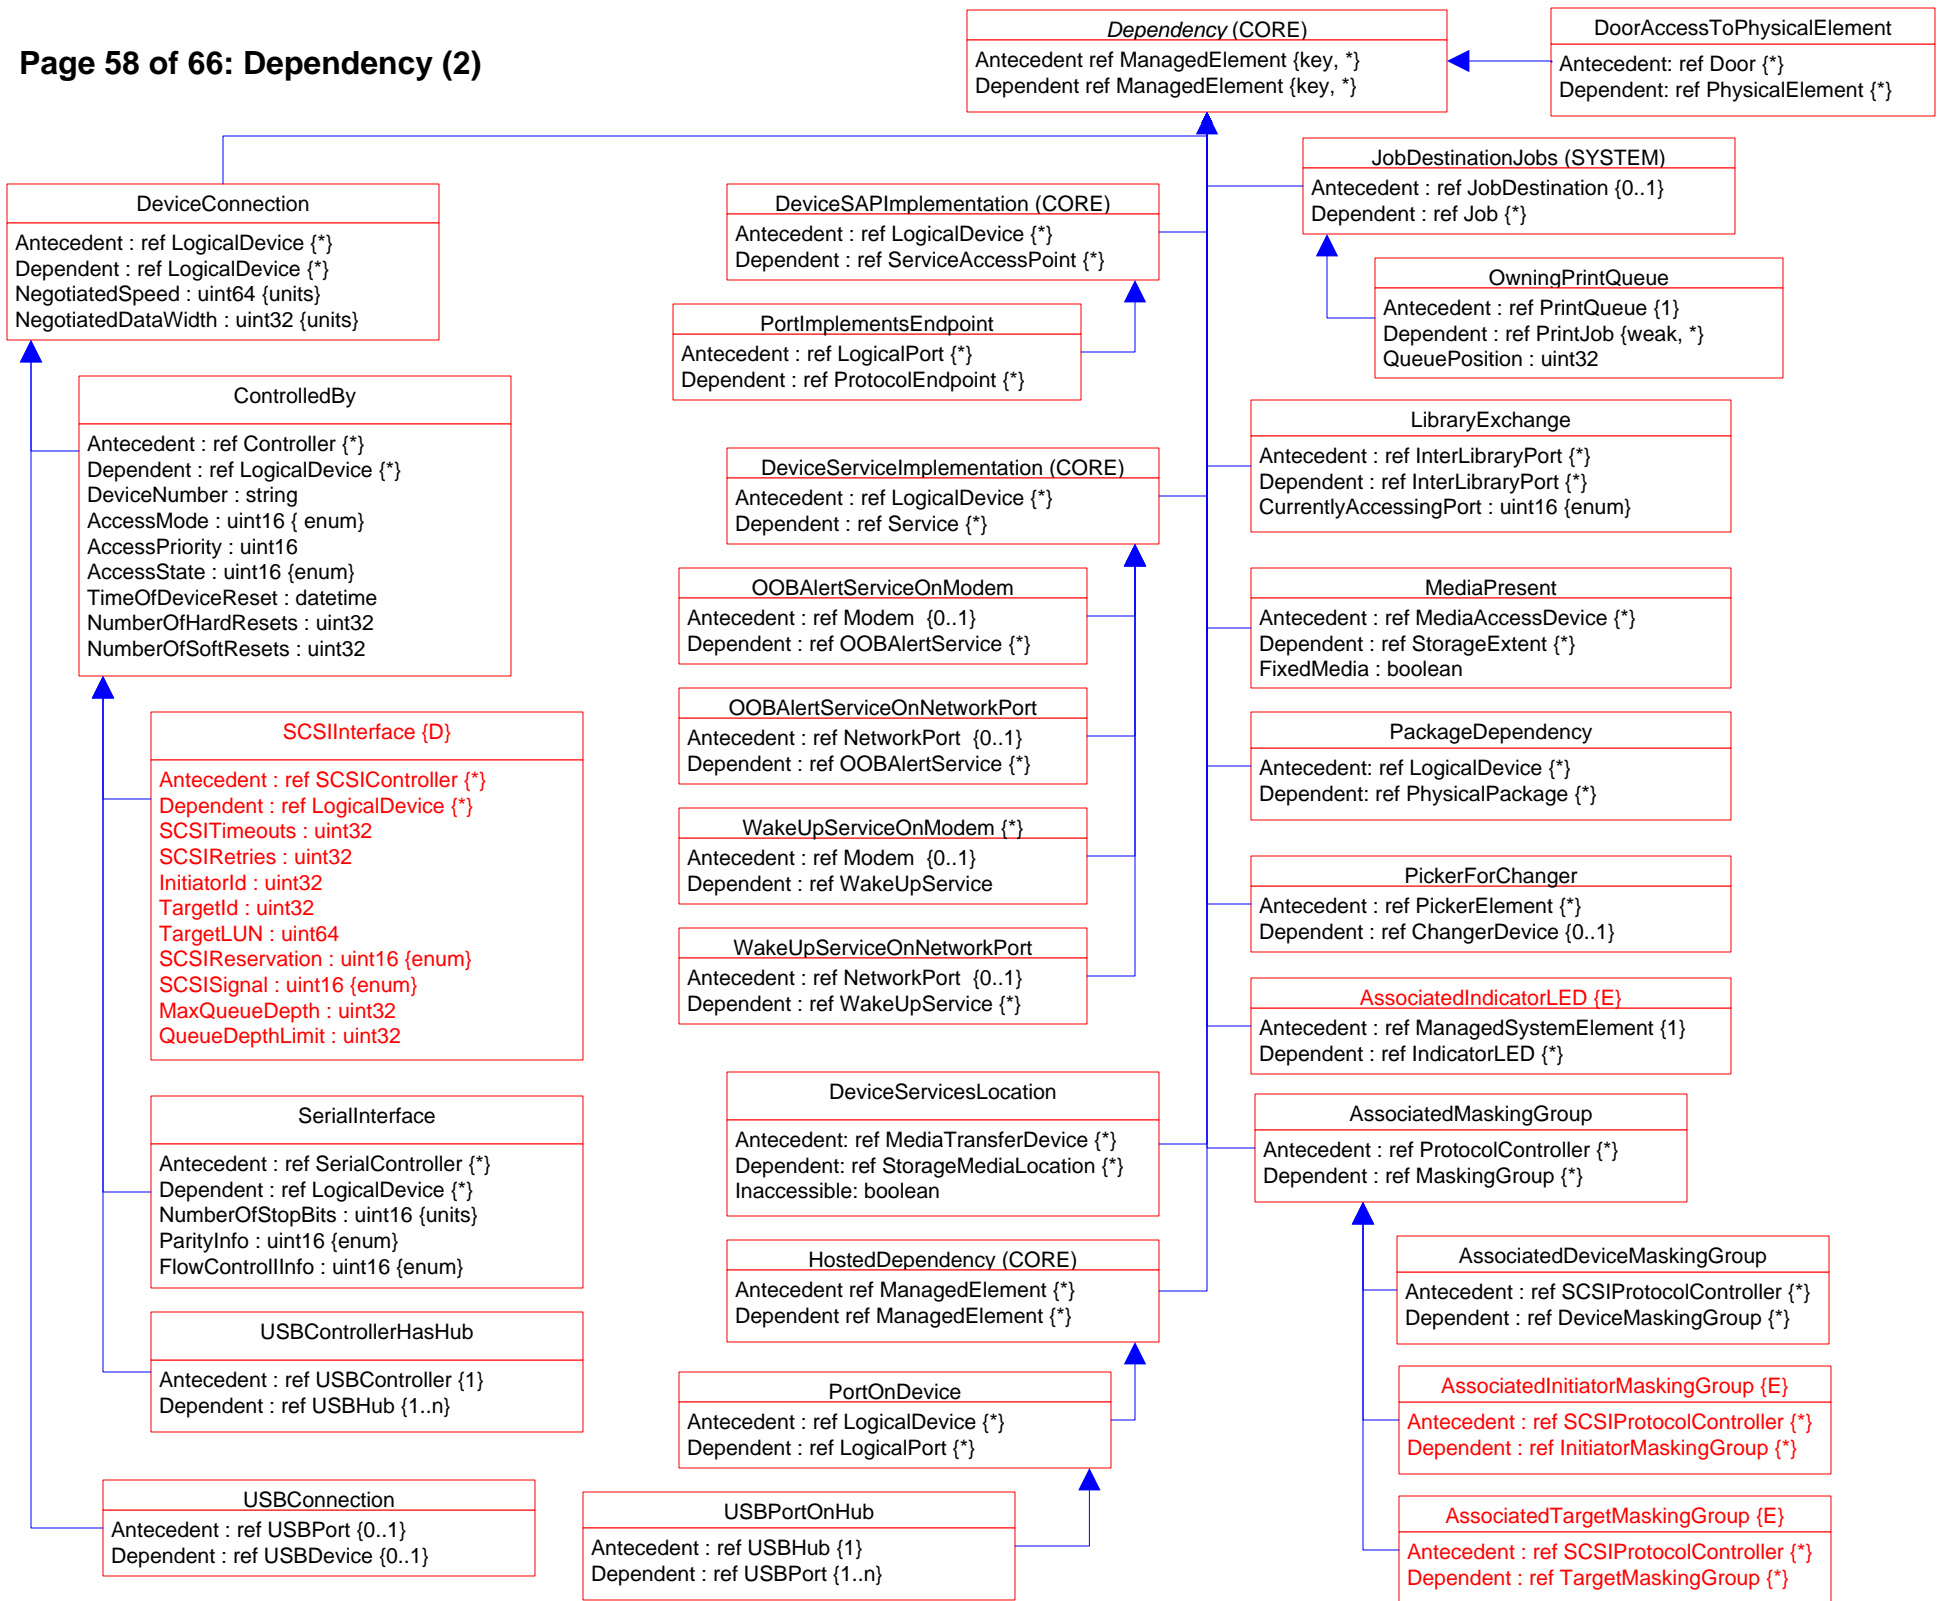 Page 58 of 66: Dependency (2)
Dependency (CORE)
Antecedent ref ManagedElement {key, *}
Dependent ref ManagedElement {key, *}
DoorAccessToPhysicalElement
Antecedent: ref Door {*}
Dependent: ref PhysicalElement {*}
DeviceConnection
Antecedent : ref LogicalDevice {*}
Dependent : ref LogicalDevice {*}
NegotiatedSpeed : uint64 {units}
NegotiatedDataWidth : uint32 {units}
ControlledBy
Antecedent : ref Controller {*}
Dependent : ref LogicalDevice {*}
DeviceNumber : string
AccessMode : uint16 { enum}
AccessPriority : uint16
AccessState : uint16 {enum}
TimeOfDeviceReset : datetime
NumberOfHardResets : uint32
NumberOfSoftResets : uint32
SCSIInterface {D}
Antecedent : ref SCSIController {*}
Dependent : ref LogicalDevice {*}
SCSITimeouts : uint32
SCSIRetries : uint32
InitiatorId : uint32
TargetId : uint32
TargetLUN : uint64
SCSIReservation : uint16 {enum}
SCSISignal : uint16 {enum}
MaxQueueDepth : uint32
QueueDepthLimit : uint32
SerialInterface
Antecedent : ref SerialController {*}
Dependent : ref LogicalDevice {*}
NumberOfStopBits : uint16 {units}
ParityInfo : uint16 {enum}
FlowControlIInfo : uint16 {enum}
USBControllerHasHub
Antecedent : ref USBController {1}
Dependent : ref USBHub {1..n}
USBConnection
Antecedent : ref USBPort {0..1}
Dependent : ref USBDevice {0..1}
DeviceSAPImplementation (CORE)
Antecedent : ref LogicalDevice {*}
Dependent : ref ServiceAccessPoint {*}
PortImplementsEndpoint
Antecedent : ref LogicalPort {*}
Dependent : ref ProtocolEndpoint {*}
DeviceServiceImplementation (CORE)
Antecedent : ref LogicalDevice {*}
Dependent : ref Service {*}
OOBAlertServiceOnModem
Antecedent : ref Modem  {0..1}
Dependent : ref OOBAlertService {*}
OOBAlertServiceOnNetworkPort
Antecedent : ref NetworkPort  {0..1}
Dependent : ref OOBAlertService {*}
WakeUpServiceOnModem {*}
Antecedent : ref Modem  {0..1}
Dependent : ref WakeUpService
WakeUpServiceOnNetworkPort
Antecedent : ref NetworkPort  {0..1}
Dependent : ref WakeUpService {*}
DeviceServicesLocation
Antecedent: ref MediaTransferDevice {*}
Dependent: ref StorageMediaLocation {*}
Inaccessible: boolean
HostedDependency (CORE)
Antecedent ref ManagedElement {*}
Dependent ref ManagedElement {*}
PortOnDevice
Antecedent : ref LogicalDevice {*}
Dependent : ref LogicalPort {*}
USBPortOnHub
Antecedent : ref USBHub {1}
Dependent : ref USBPort {1..n}
JobDestinationJobs (SYSTEM)
Antecedent : ref JobDestination {0..1}
Dependent : ref Job {*}
OwningPrintQueue
Antecedent : ref PrintQueue {1}
Dependent : ref PrintJob {weak, *}
QueuePosition : uint32
LibraryExchange
Antecedent : ref InterLibraryPort {*}
Dependent : ref InterLibraryPort {*}
CurrentlyAccessingPort : uint16 {enum}
MediaPresent
Antecedent : ref MediaAccessDevice {*}
Dependent : ref StorageExtent {*}
FixedMedia : boolean
PackageDependency
Antecedent: ref LogicalDevice {*}
Dependent: ref PhysicalPackage {*}
PickerForChanger
Antecedent : ref PickerElement {*}
Dependent : ref ChangerDevice {0..1}
AssociatedIndicatorLED {E}
Antecedent : ref ManagedSystemElement {1}
Dependent : ref IndicatorLED {*}
AssociatedMaskingGroup
Antecedent : ref ProtocolController {*}
Dependent : ref MaskingGroup {*}
AssociatedDeviceMaskingGroup
Antecedent : ref SCSIProtocolController {*}
Dependent : ref DeviceMaskingGroup {*}
AssociatedInitiatorMaskingGroup {E}
Antecedent : ref SCSIProtocolController {*}
Dependent : ref InitiatorMaskingGroup {*}
AssociatedTargetMaskingGroup {E}
Antecedent : ref SCSIProtocolController {*}
Dependent : ref TargetMaskingGroup {*}